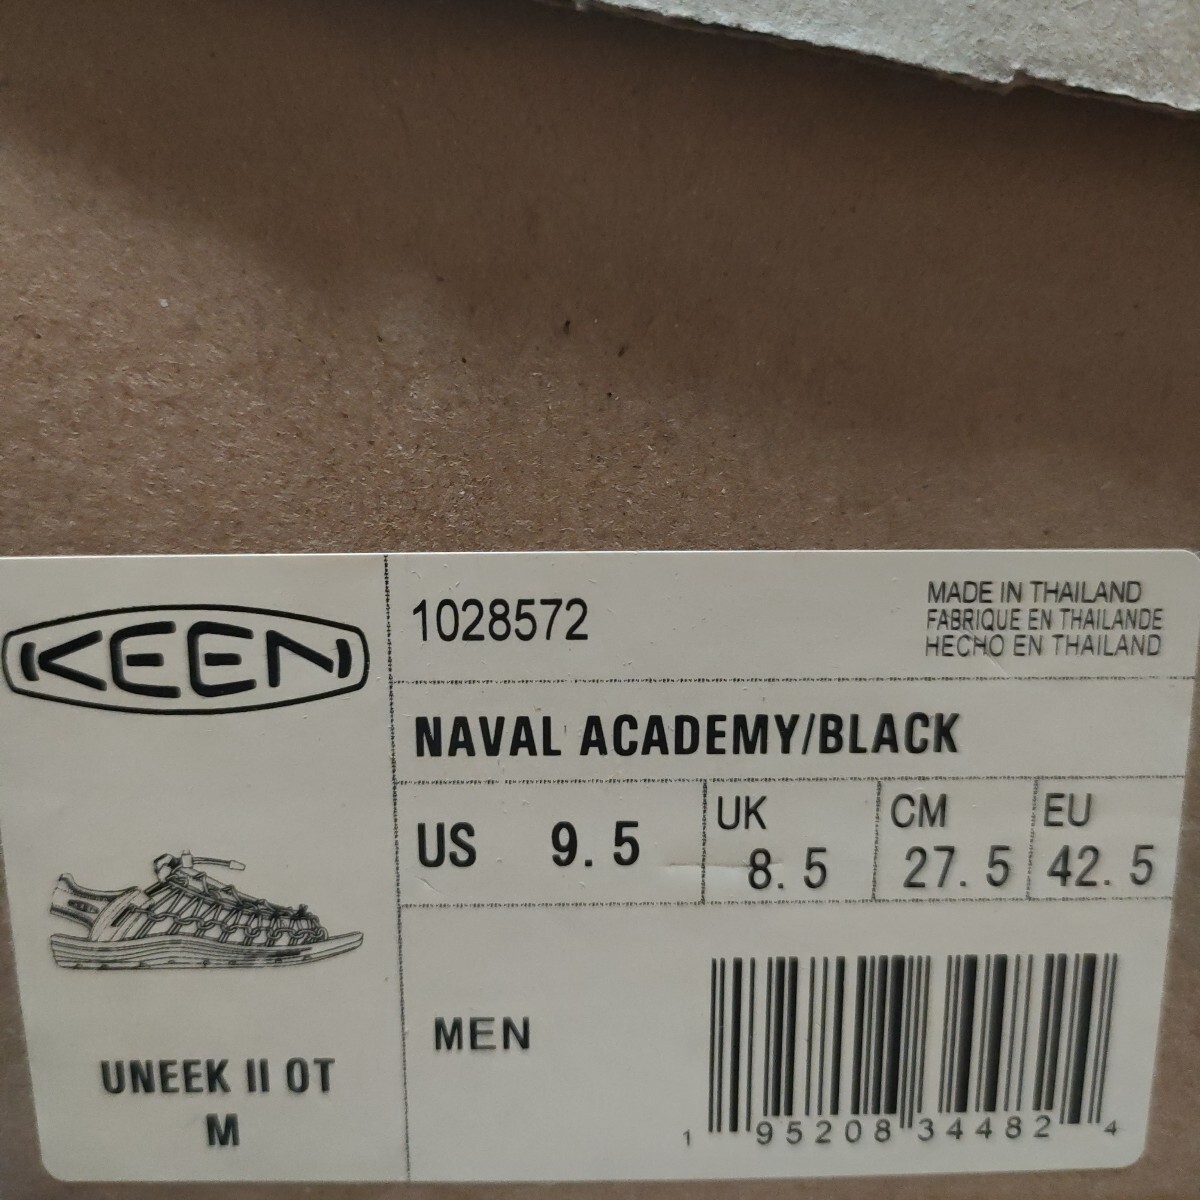 KEEN
1028572
MADE IN THAILAND
FABRIQUE EN THAILANDE
HECHO EN THAILAND
NAVAL ACADEMY/BLACK
US 9.5
UK 8.5
CM 27.5
EU 42.5
UNEEK II OT
M
MEN
1 95208 34482 4